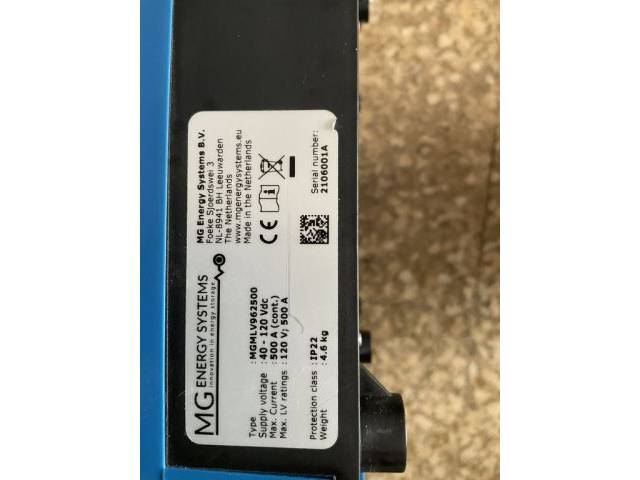 MG ENERGY SYSTEMS
innovation in energy storage
MG Energy Systems B.V.
Foeke Sjoerdswei 3
NL-8941 BH Leeuwarden
The Netherlands
www.mgenergysystems.eu
Made in the Netherlands
CE
Type : MGMLV962500
Supply voltage : 40 - 120 Vdc
Max. Current : 500 A (cont.)
Max. LV ratings : 120 V; 500 A
Protection class : IP22
Weight : 4.6 kg
Serial number:
2106001A